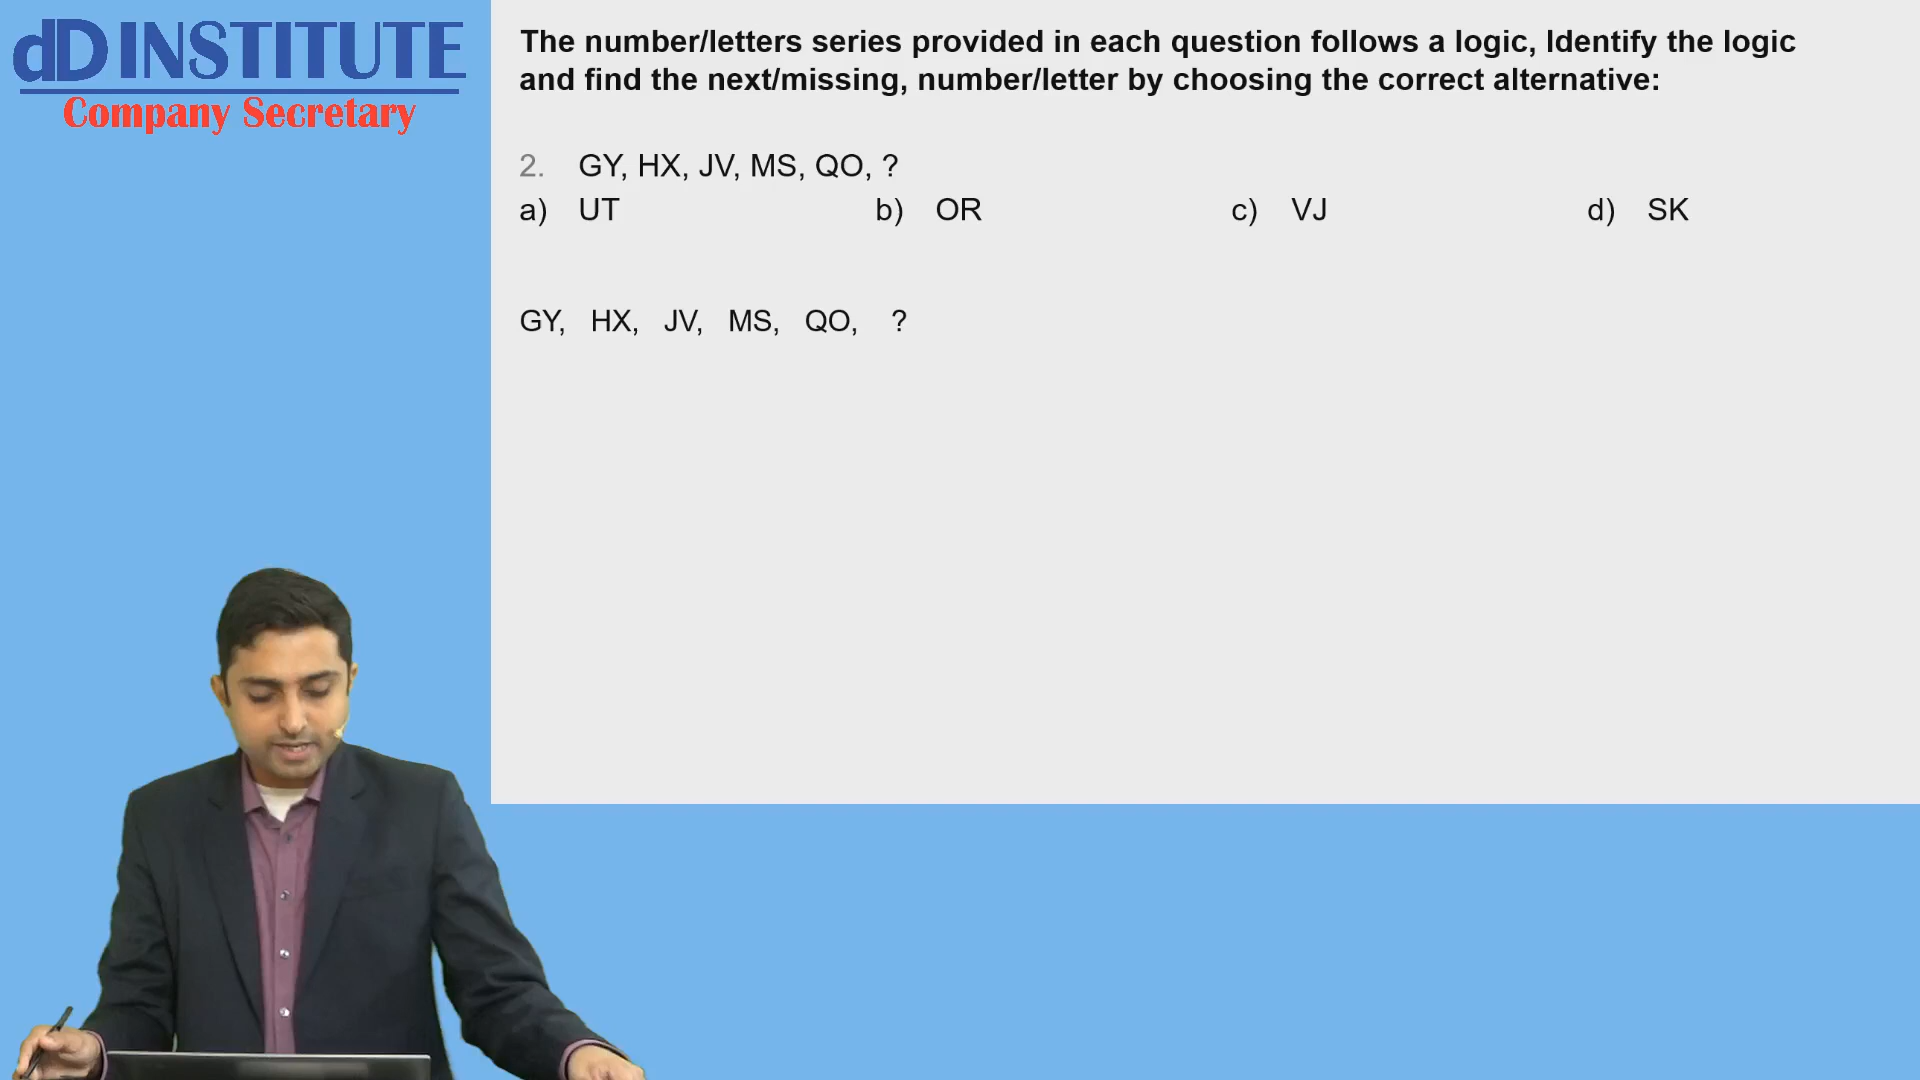 dD INSTITUTE
Company Secretary
The number/letters series provided in each question follows a logic, Identify the logic
and find the next/missing, number/letter by choosing the correct alternative:
2. GY, HX, JV, MS, QO, ?
a) UT b) OR c) VJ d) SK
GY, HX, JV, MS, QO, ?